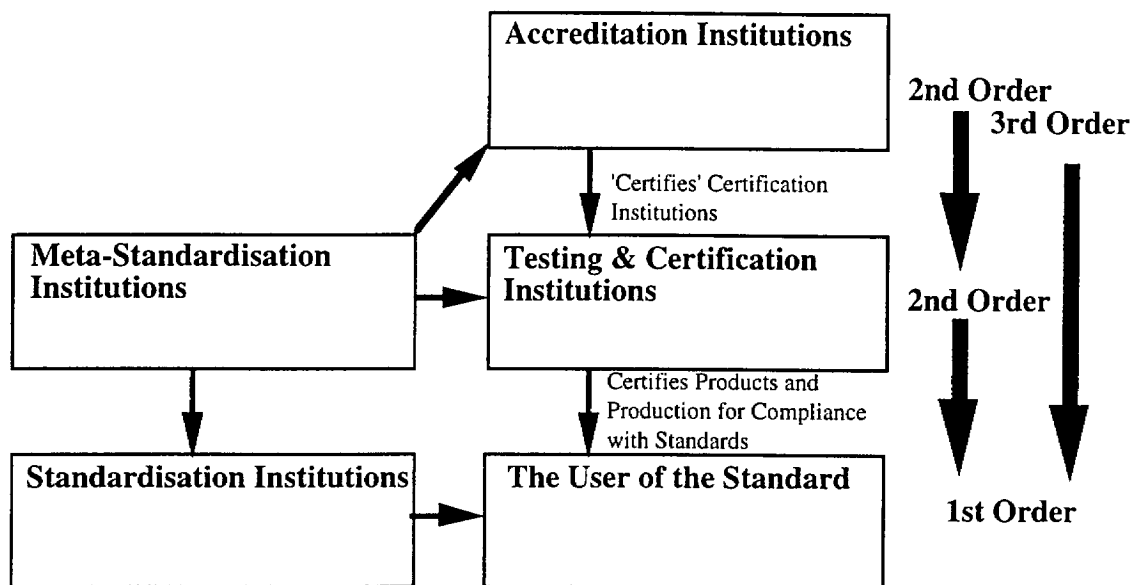 Accreditation Institutions
2nd Order
3rd Order
'Certifies' Certification
Institutions
Meta-Standardisation
Institutions
Testing & Certification
Institutions
2nd Order
Certifies Products and
Production for Compliance
with Standards
Standardisation Institutions
The User of the Standard
1st Order